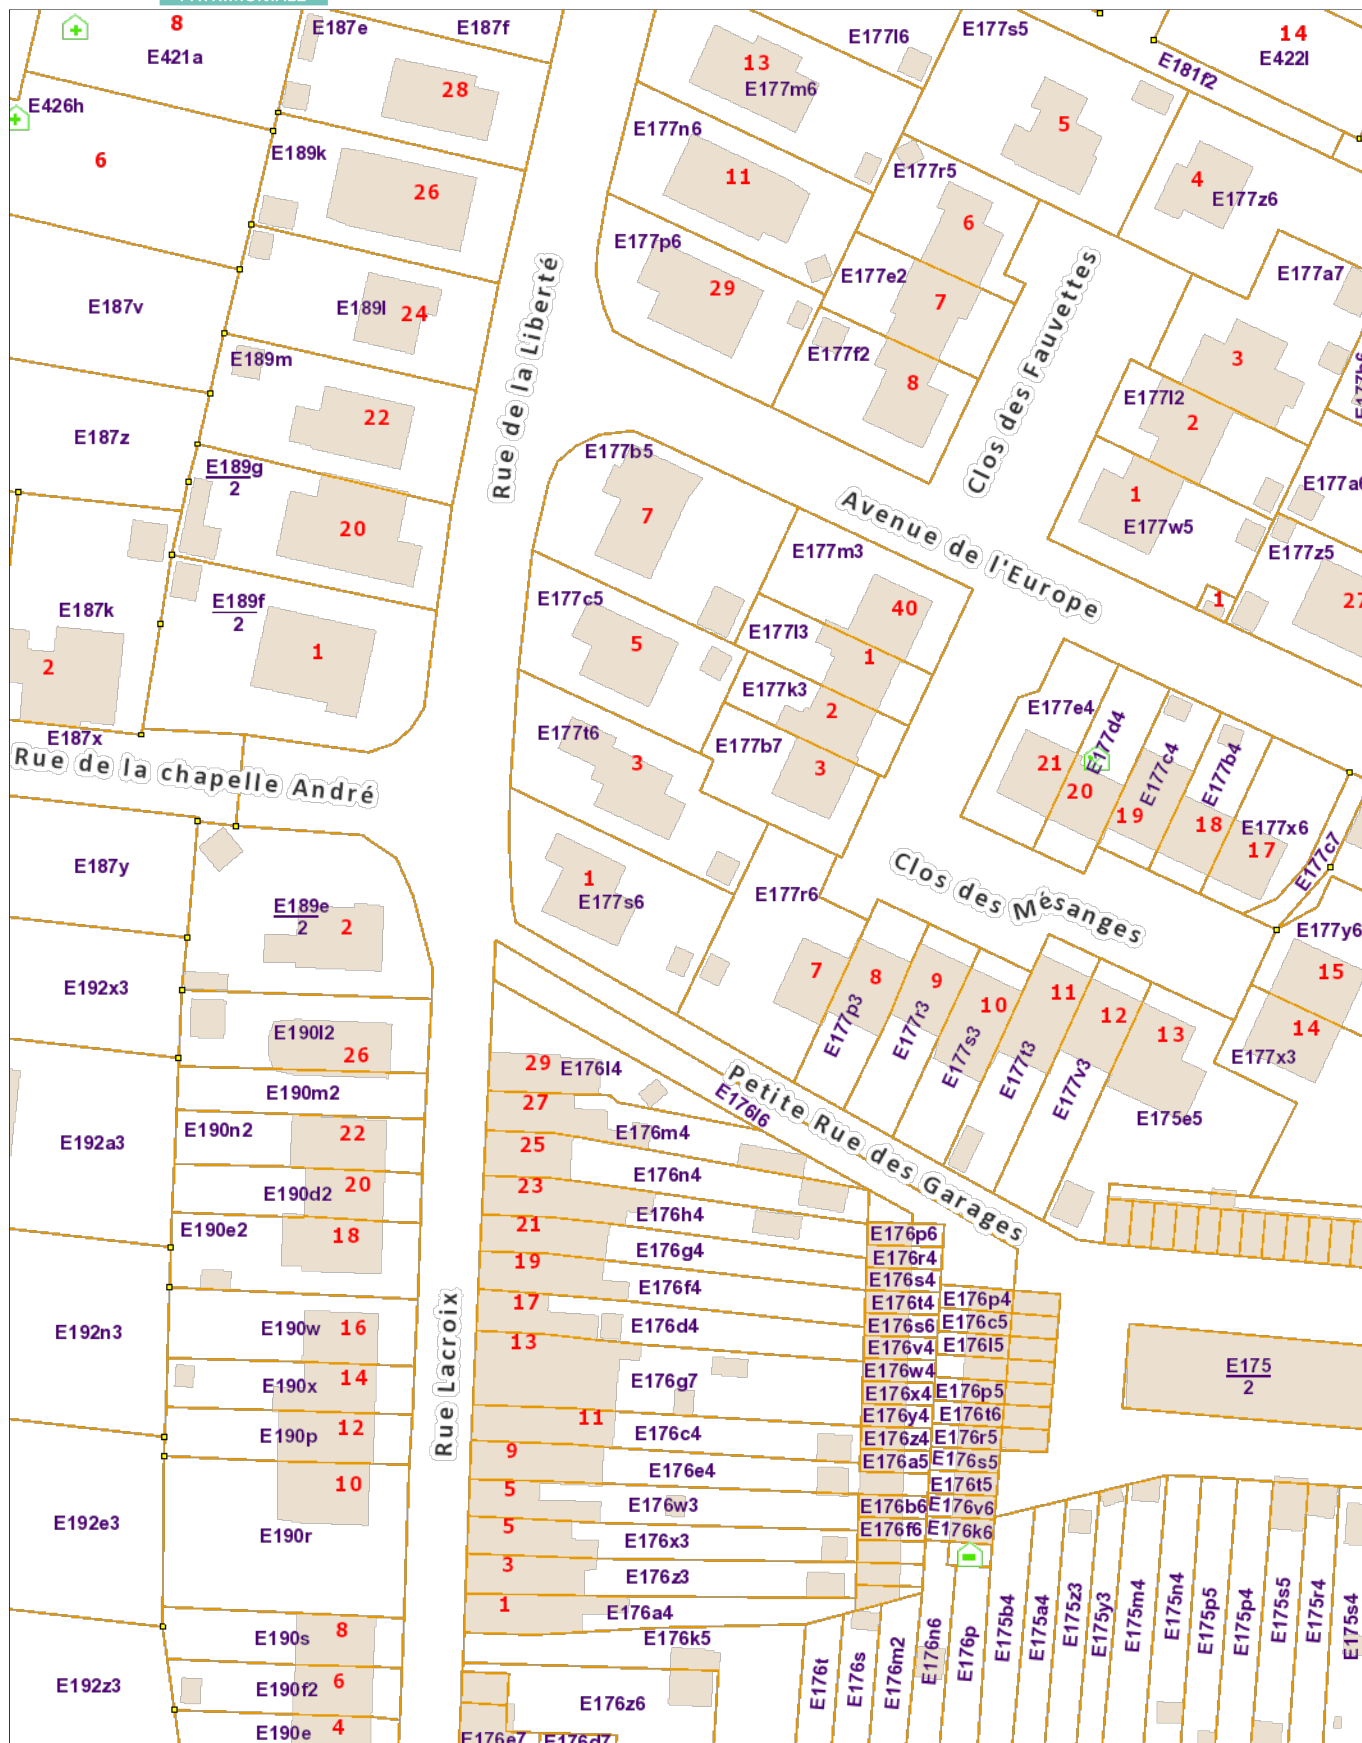 8
E421a
E187e
E187f
E177l6
E177s5
14
E422l
E181f2
13
E177m6
28
E426h
6
E189k
E177n6
5
11
E177r5
4
E177z6
26
6
E177p6
E177e2
E177a7
29
7
E187v
E189l
24
Rue de la Liberté
Clos des Fauvettes
E177f2
3
E189m
8
E177l2
2
22
E187z
E189g
2
E177b5
7
20
1
E177w5
E177a6
Avenue de l'Europe
E177m3
E177z5
E187k
E189f
2
E177c5
40
1
27
2
1
5
E177l3
1
E177k3
2
E177e4
E177d4
E187x
Rue de la chapelle André
E177t6
3
E177b7
3
21
20
E177c4
19
E177b4
18
E177x6
17
E177c7
E187y
Clos des Mésanges
1
E177s6
E177r6
E189e
2
2
E177y6
15
E192x3
7
8
9
10
11
12
13
14
E177x3
E177p3
E177r3
E177s3
E177t3
E177v3
E175e5
E190l2
26
29
E176l4
Petite Rue des Garages
E176l6
E190m2
27
E192a3
E190n2
22
25
E176m4
E176n4
E190d2
20
23
E176h4
E190e2
18
21
E176g4
E176p6
19
E176f4
E176r4
E176s4
17
E176d4
E176t4
E176p4
E192n3
E190w
16
13
E176s6
E176c5
E176v4
E176l5
Rue Lacroix
E190x
14
E176g7
E176w4
E175
2
E176x4
E176p5
11
E176y4
E176t6
E190p
12
E176c4
E176z4
E176r5
9
E176e4
E176a5
E176s5
10
5
E176w3
E176t5
E176b6
E176v6
E192e3
E190r
5
E176x3
E176f6
E176k6
3
E176z3
1
E176a4
E190s
8
E176k5
E176t
E176s
E176m2
E176n6
E176p
E175b4
E175a4
E175z3
E175y3
E175m4
E175n4
E175p5
E175p4
E175s5
E175r4
E175s4
E192z3
E190f2
6
E176z6
E190e
4
E176e7
E176d7